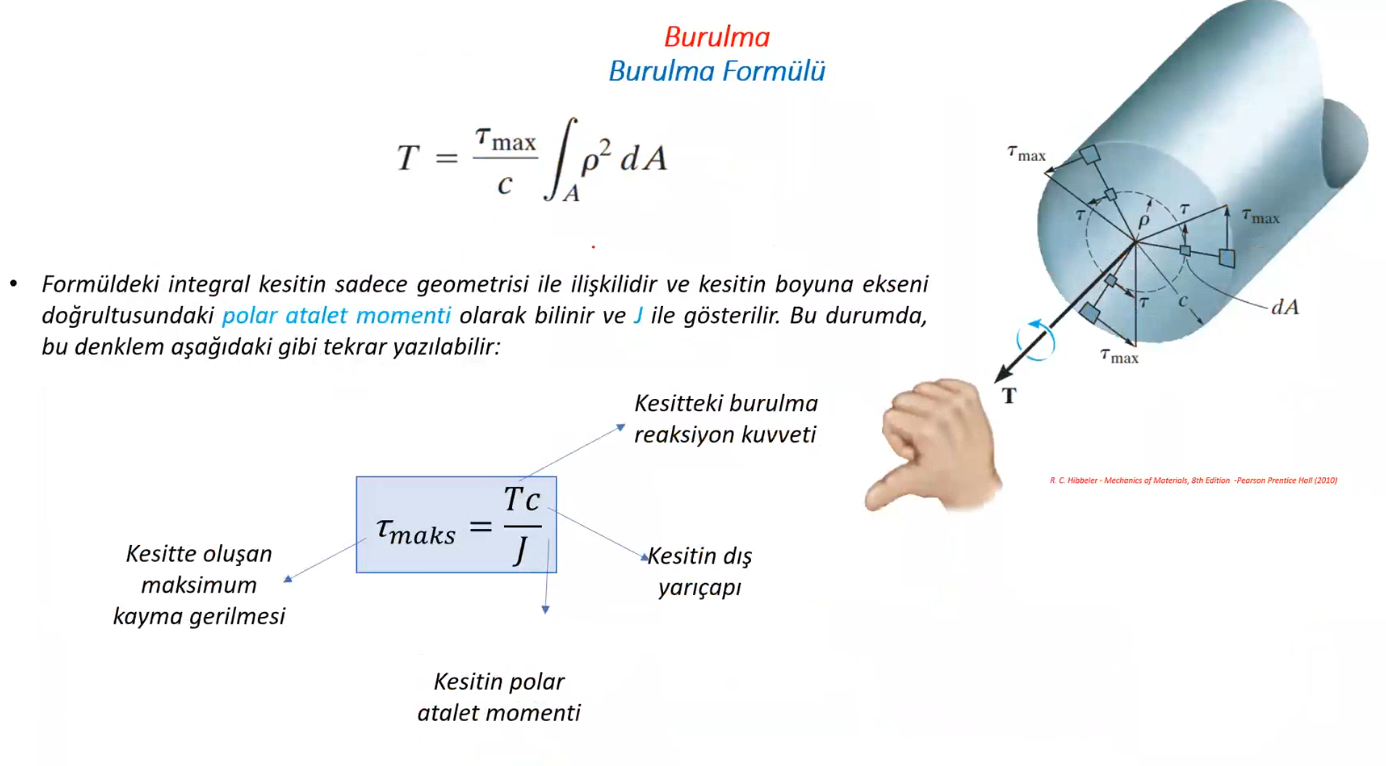 Burulma
Burulma Formülü
T = τmax/c ∫A ρ² dA
• Formüldeki integral kesitin sadece geometrisi ile ilişkilidir ve kesitin boyuna ekseni
doğrultusundaki polar atalet momenti olarak bilinir ve J ile gösterilir. Bu durumda,
bu denklem aşağıdaki gibi tekrar yazılabilir:
τmax
τ
ρ
τ
τmax
τ
c
dA
τmax
T
Kesitteki burulma
reaksiyon kuvveti
R. C. Hibbeler - Mechanics of Materials, 8th Edition -Pearson Prentice Hall (2010)
τmaks = Tc/J
Kesitte oluşan
maksimum
kayma gerilmesi
Kesitin dış
yarıçapı
Kesitin polar
atalet momenti